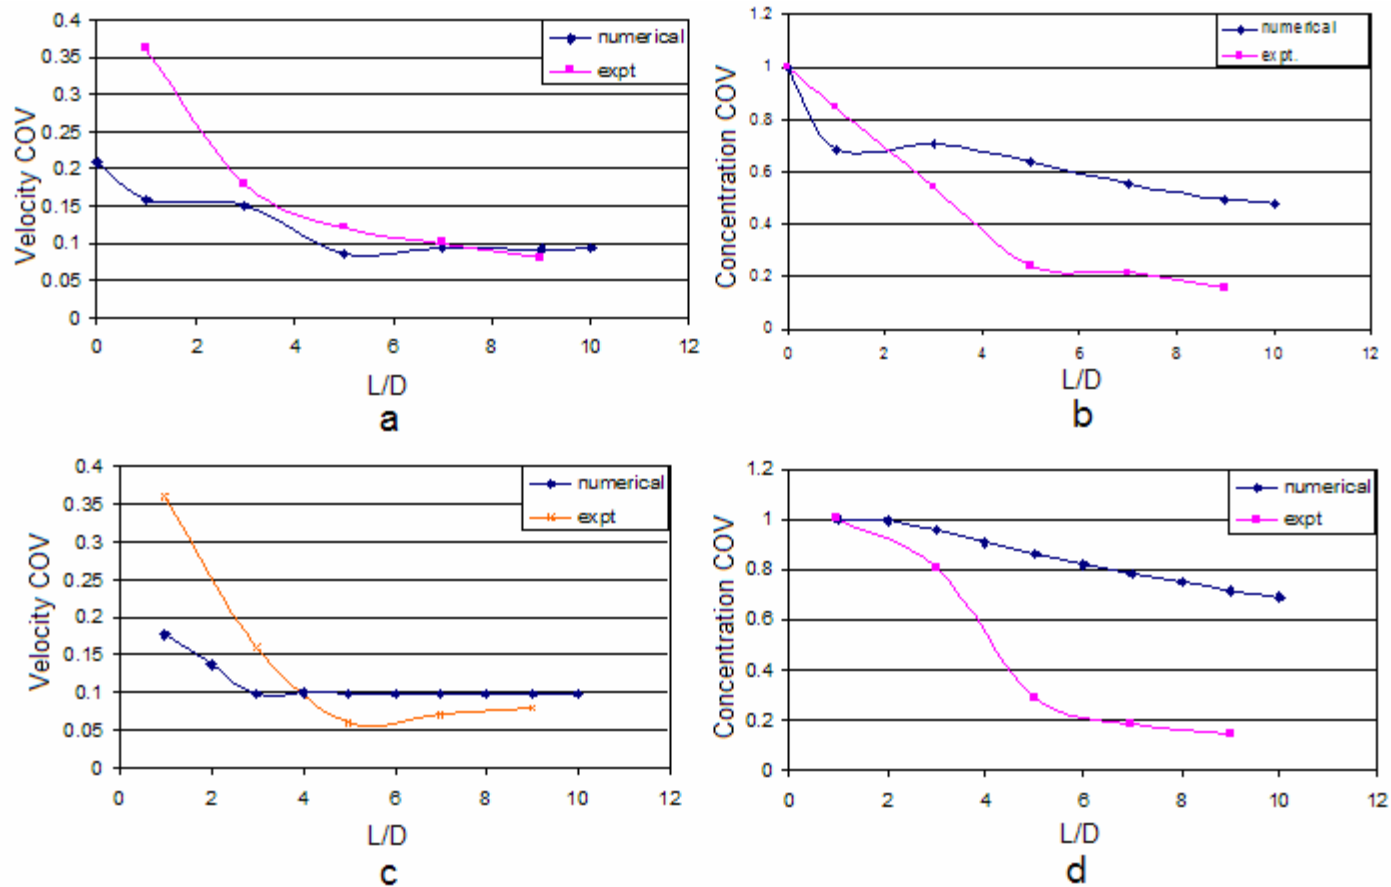 0.4
0.35
0.3
0.25
0.2
0.15
0.1
0.05
0
Velocity COV
numerical
expt
0 2 4 6 8 10 12
L/D
a
1.2
1
0.8
0.6
0.4
0.2
0
Concentration COV
numerical
expt.
0 2 4 6 8 10 12
L/D
b
0.4
0.35
0.3
0.25
0.2
0.15
0.1
0.05
0
Velocity COV
numerical
expt
0 2 4 6 8 10 12
L/D
c
1.2
1
0.8
0.6
0.4
0.2
0
Concentration COV
numerical
expt
0 2 4 6 8 10 12
L/D
d